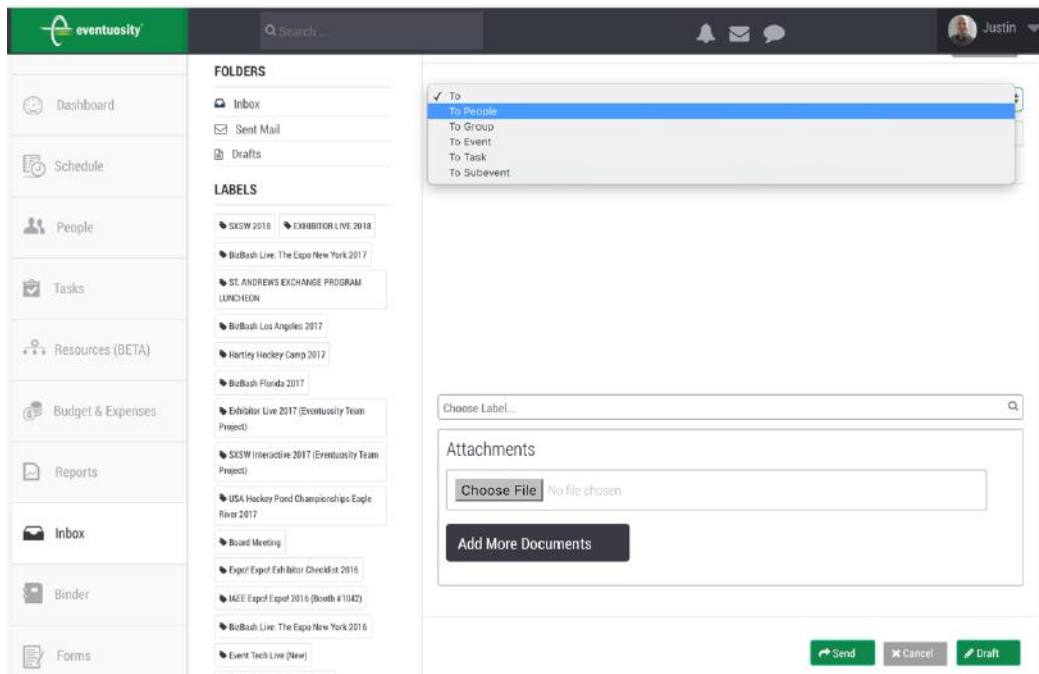 eventuosity
Search ...
Justin
Dashboard
Schedule
People
Tasks
Resources (BETA)
Budget & Expenses
Reports
Inbox
Binder
Forms
FOLDERS
Inbox
Sent Mail
Drafts
LABELS
SXSW 2018 EXHIBITOR LIVE 2018
BizBash Live: The Expo New York 2017
ST. ANDREWS EXCHANGE PROGRAM
LUNCHEON
BizBash Los Angeles 2017
Hartley Hockey Camp 2017
BizBash Florida 2017
Exhibitor Live 2017 (Eventuosity Team
Project)
SXSW Interactive 2017 (Eventuosity Team
Project)
USA Hockey Pond Championships Eagle
River 2017
Board Meeting
Expo! Expo! Exhibitor Checklist 2016
IAEE Expo! Expo! 2016 (Booth #1042)
BizBash Live: The Expo New York 2016
Event Tech Live (New)
✓ To
To People
To Group
To Event
To Task
To Subevent
Choose Label...
Attachments
Choose File No file chosen
Add More Documents
Send Cancel Draft